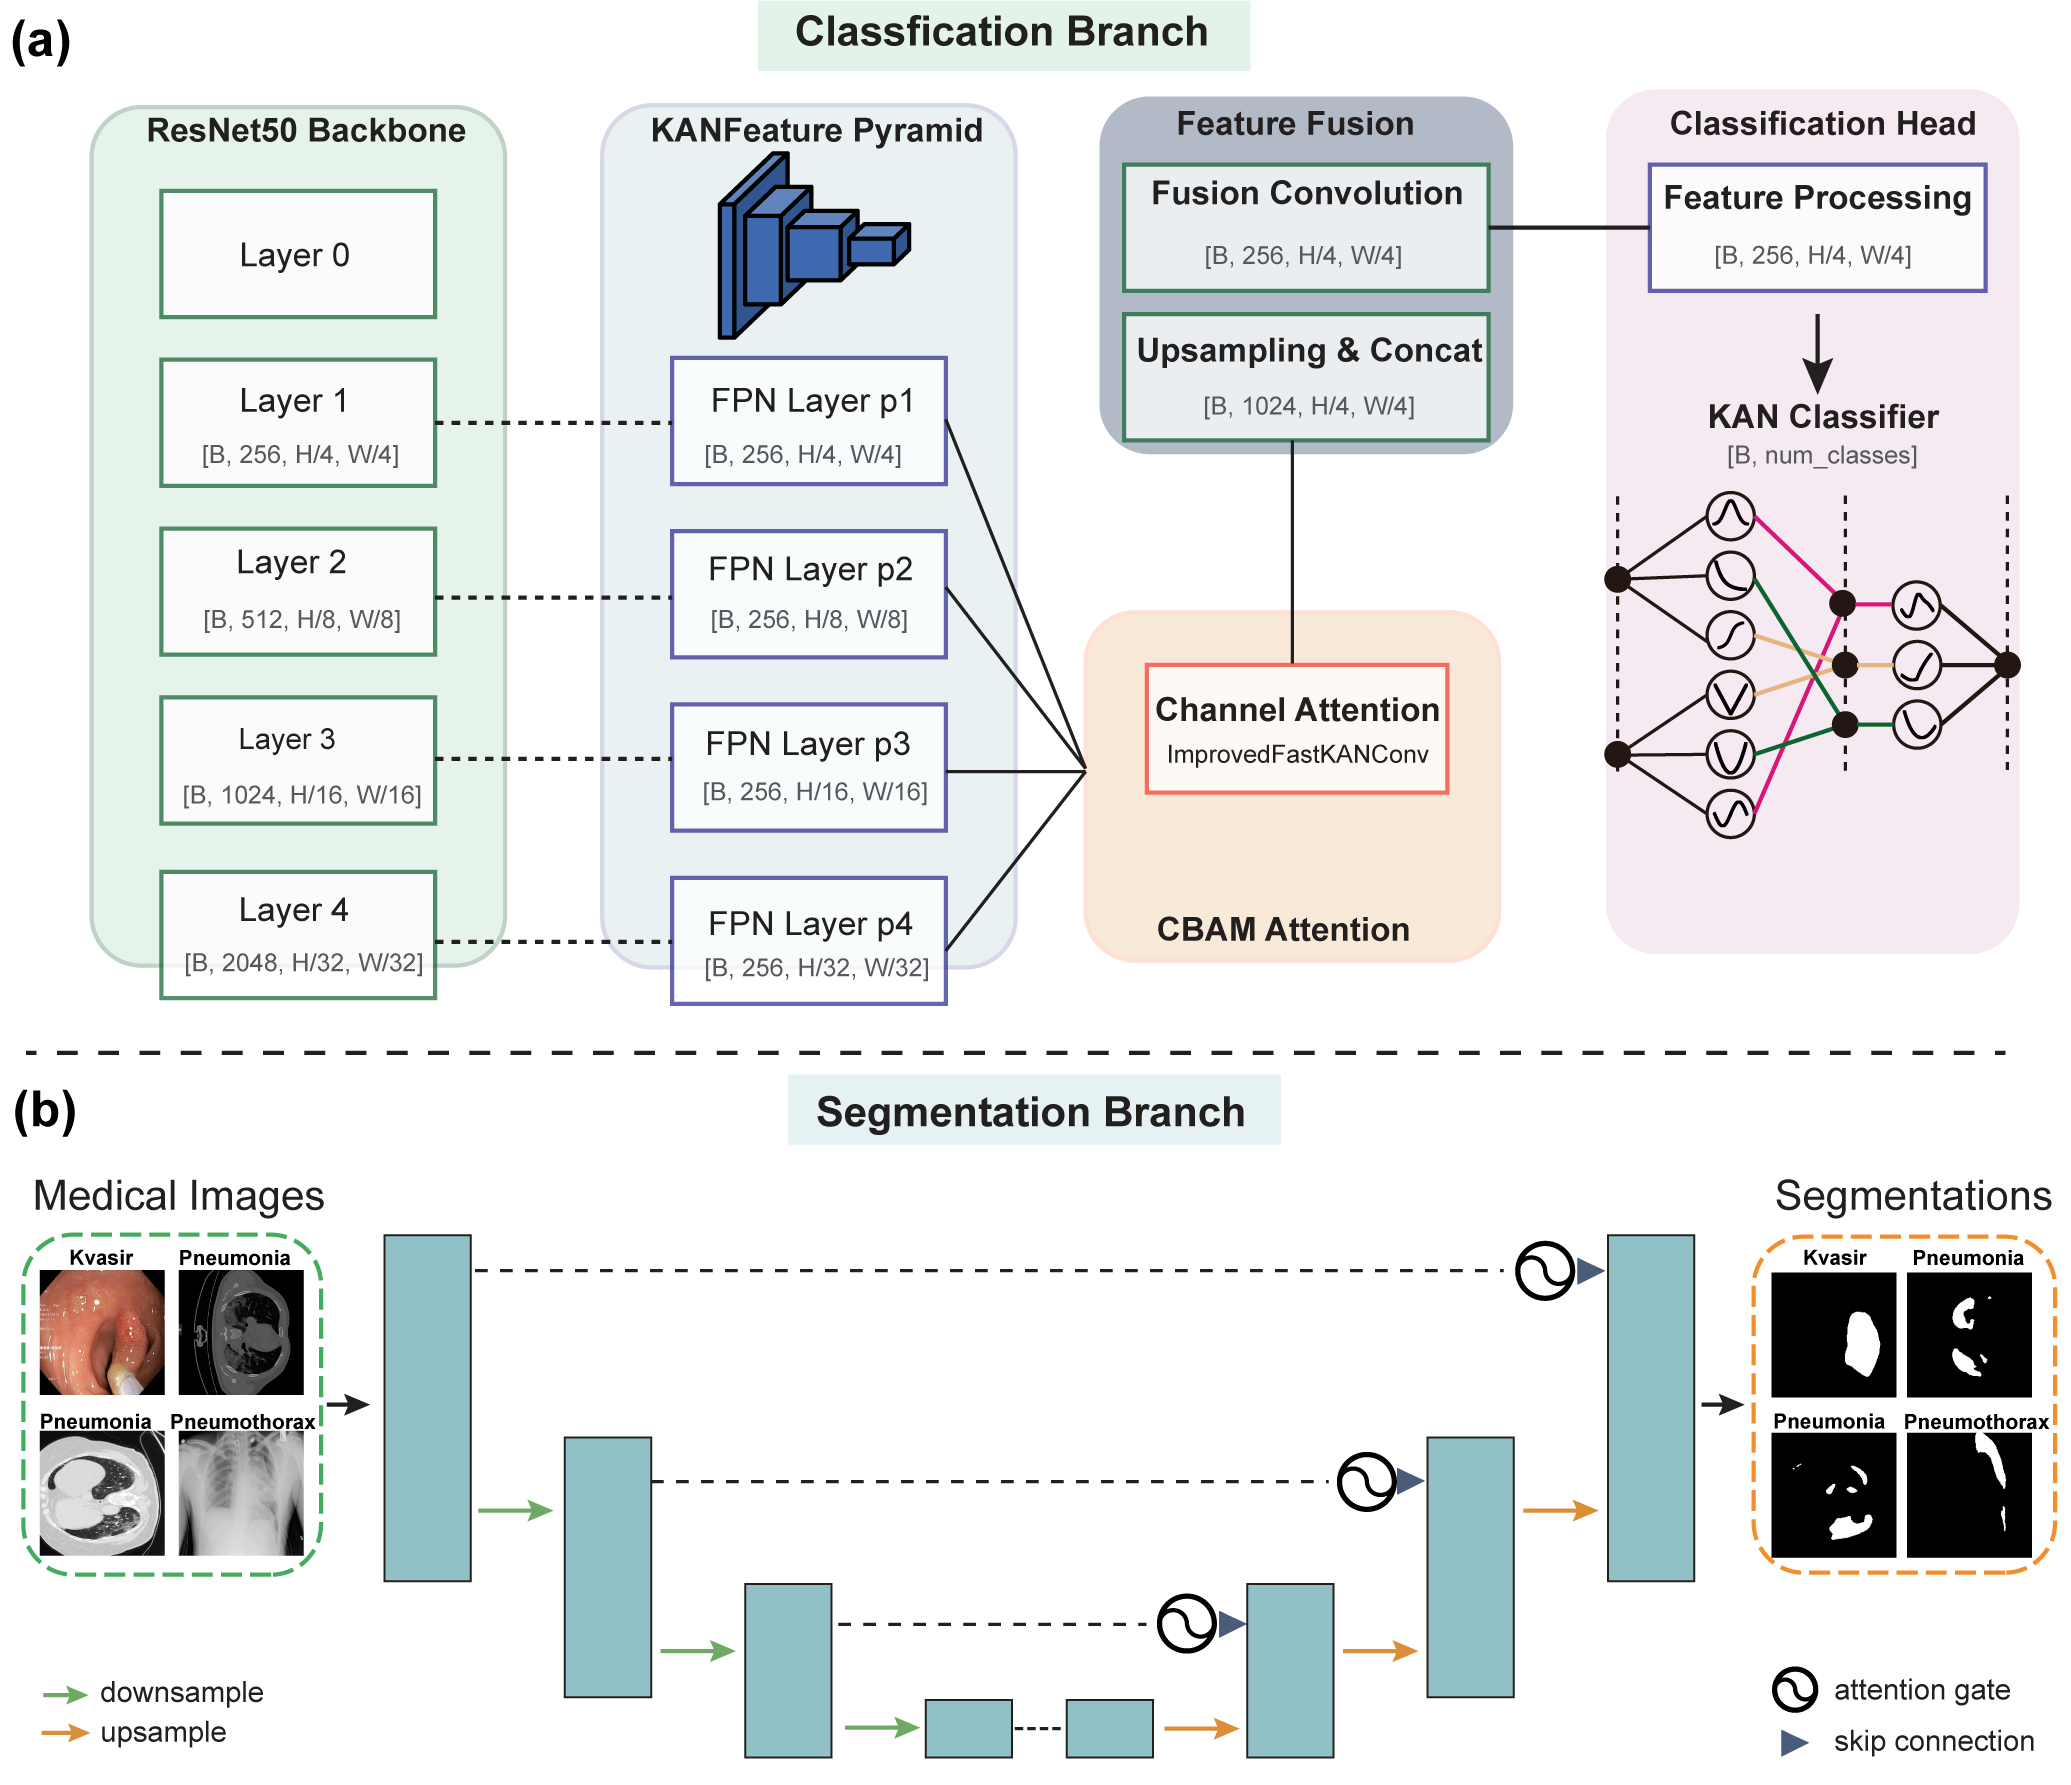 (a)
Classfication Branch
ResNet50 Backbone
Layer 0
Layer 1
[B, 256, H/4, W/4]
Layer 2
[B, 512, H/8, W/8]
Layer 3
[B, 1024, H/16, W/16]
Layer 4
[B, 2048, H/32, W/32]
KANFeature Pyramid
FPN Layer p1
[B, 256, H/4, W/4]
FPN Layer p2
[B, 256, H/8, W/8]
FPN Layer p3
[B, 256, H/16, W/16]
FPN Layer p4
[B, 256, H/32, W/32]
Feature Fusion
Fusion Convolution
[B, 256, H/4, W/4]
Upsampling & Concat
[B, 1024, H/4, W/4]
Channel Attention
ImprovedFastKANConv
CBAM Attention
Classification Head
Feature Processing
[B, 256, H/4, W/4]
KAN Classifier
[B, num_classes]
(b)
Segmentation Branch
Medical Images
Kvasir
Pneumonia
Pneumonia
Pneumothorax
downsample
upsample
Segmentations
Kvasir
Pneumonia
Pneumonia
Pneumothorax
attention gate
skip connection